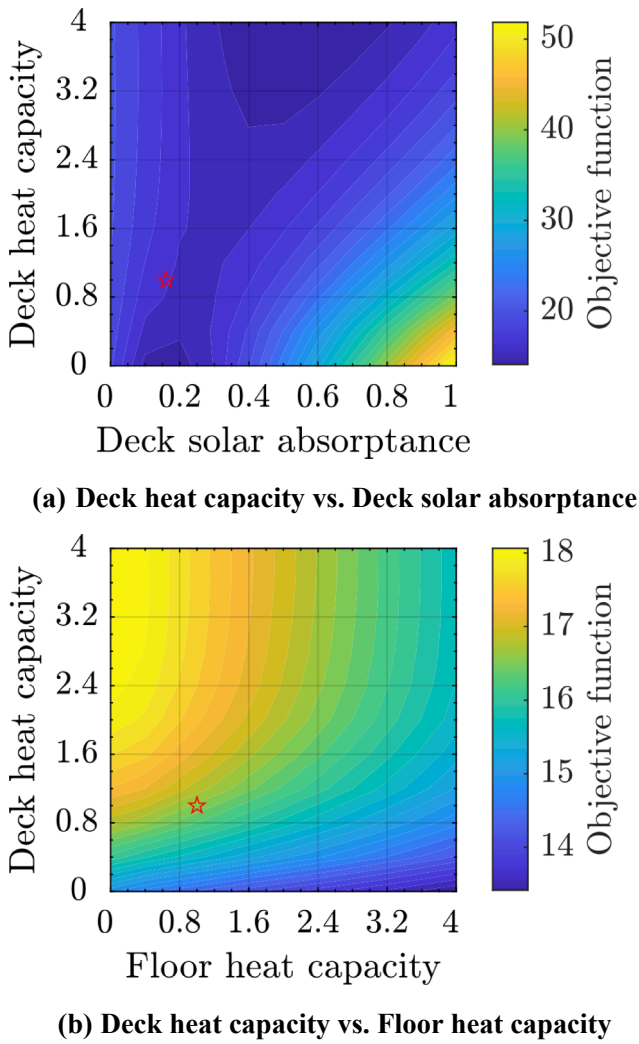 4
3.2
2.4
1.6
0.8
0
Deck heat capacity
0 0.2 0.4 0.6 0.8 1
Deck solar absorptance
50
40
30
20
Objective function
(a) Deck heat capacity vs. Deck solar absorptance
4
3.2
2.4
1.6
0.8
0
Deck heat capacity
0 0.8 1.6 2.4 3.2 4
Floor heat capacity
18
17
16
15
14
Objective function
(b) Deck heat capacity vs. Floor heat capacity